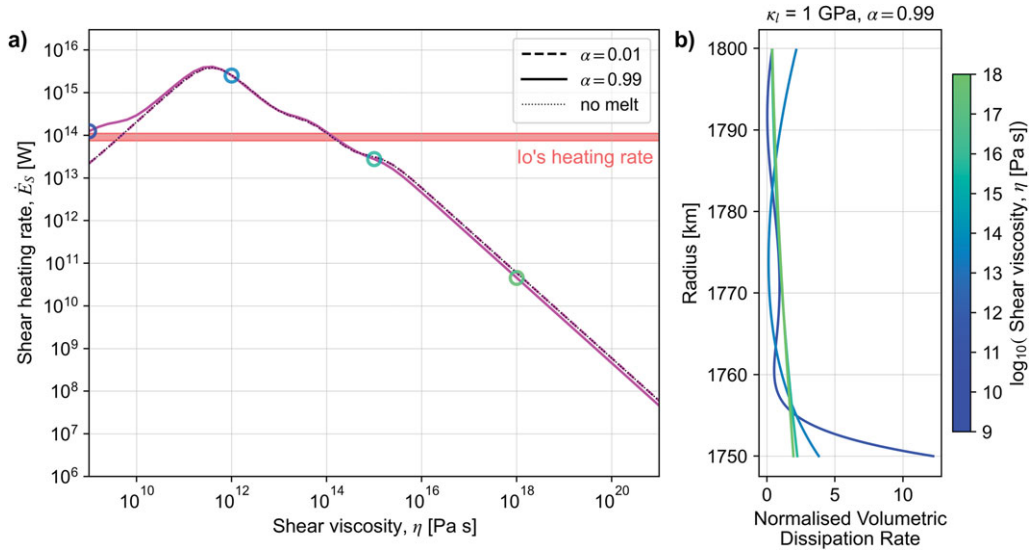 a)
10^16
10^15
10^14
10^13
10^12
10^11
10^10
10^9
10^8
10^7
10^6
Shear heating rate, Ė_S [W]
α = 0.01
α = 0.99
no melt
Io's heating rate
10^10 10^12 10^14 10^16 10^18 10^20
Shear viscosity, η [Pa s]
κ_l = 1 GPa, α = 0.99
b)
1800
1790
1780
1770
1760
1750
Radius [km]
0 5 10
Normalised Volumetric
Dissipation Rate
18
17
16
15
14
13
12
11
10
9
log_10( Shear viscosity, η [Pa s])